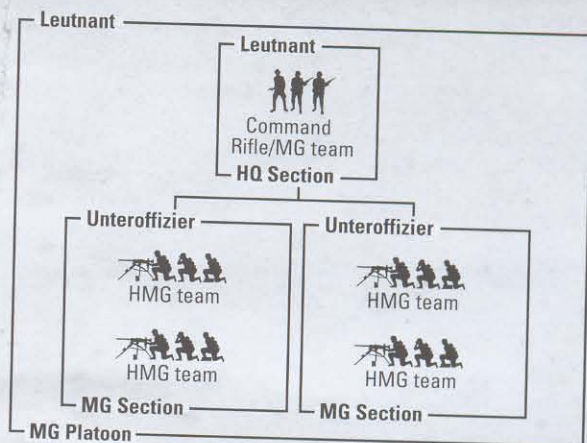 Leutnant
Leutnant
Command
Rifle/MG team
HQ Section
Unteroffizier
HMG team
HMG team
MG Section
Unteroffizier
HMG team
HMG team
MG Section
MG Platoon